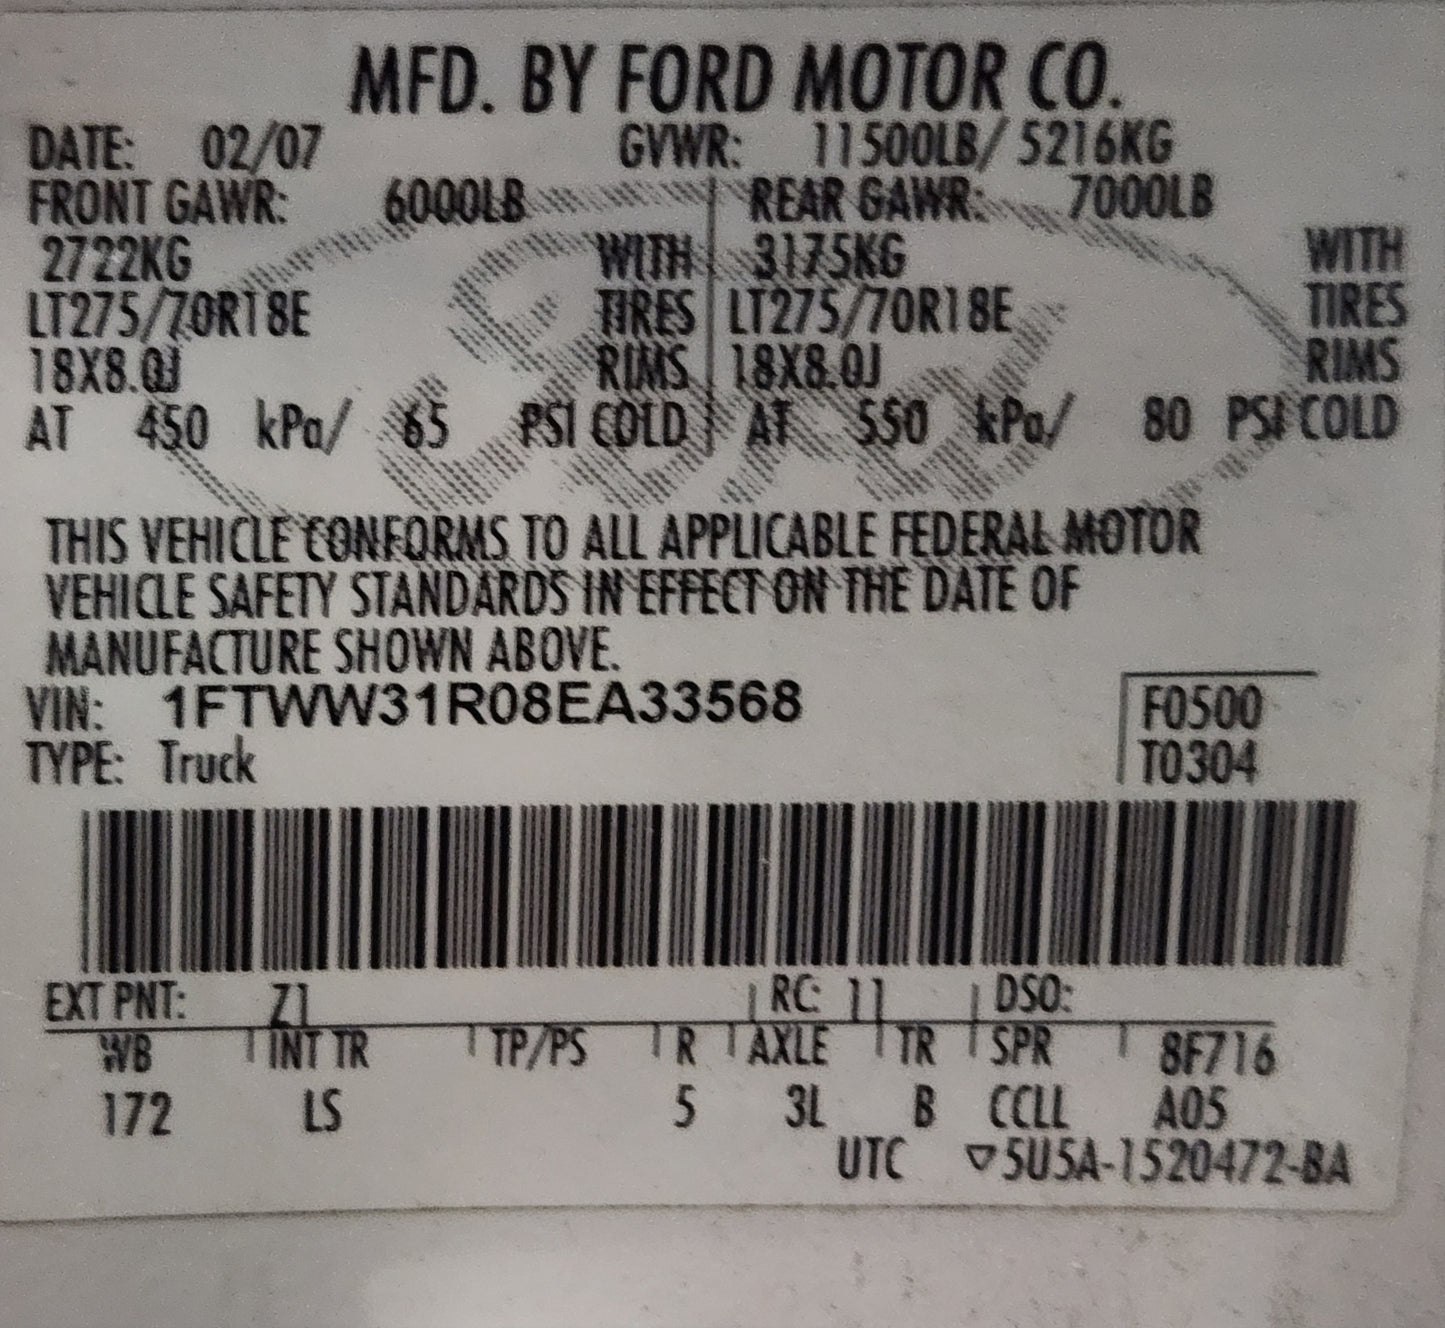 MFD. BY FORD MOTOR CO.
DATE: 02/07 GVWR: 11500LB/ 5216KG
FRONT GAWR: 6000LB REAR GAWR: 7000LB
2722KG WITH 3175KG WITH
LT275/70R18E TIRES LT275/70R18E TIRES
18X8.0J RIMS 18X8.0J RIMS
AT 450 kPa/ 65 PSI COLD AT 550 kPa/ 80 PSI COLD
THIS VEHICLE CONFORMS TO ALL APPLICABLE FEDERAL MOTOR
VEHICLE SAFETY STANDARDS IN EFFECT ON THE DATE OF
MANUFACTURE SHOWN ABOVE.
VIN: 1FTWW31R08EA33568 F0500
TYPE: Truck T0304
EXT PNT: Z1 RC: 11 DSO:
WB INT TR TP/PS R AXLE TR SPR 8F716
172 LS 5 3L B CCLL A05
UTC ▽5U5A-1520472-BA
Ford